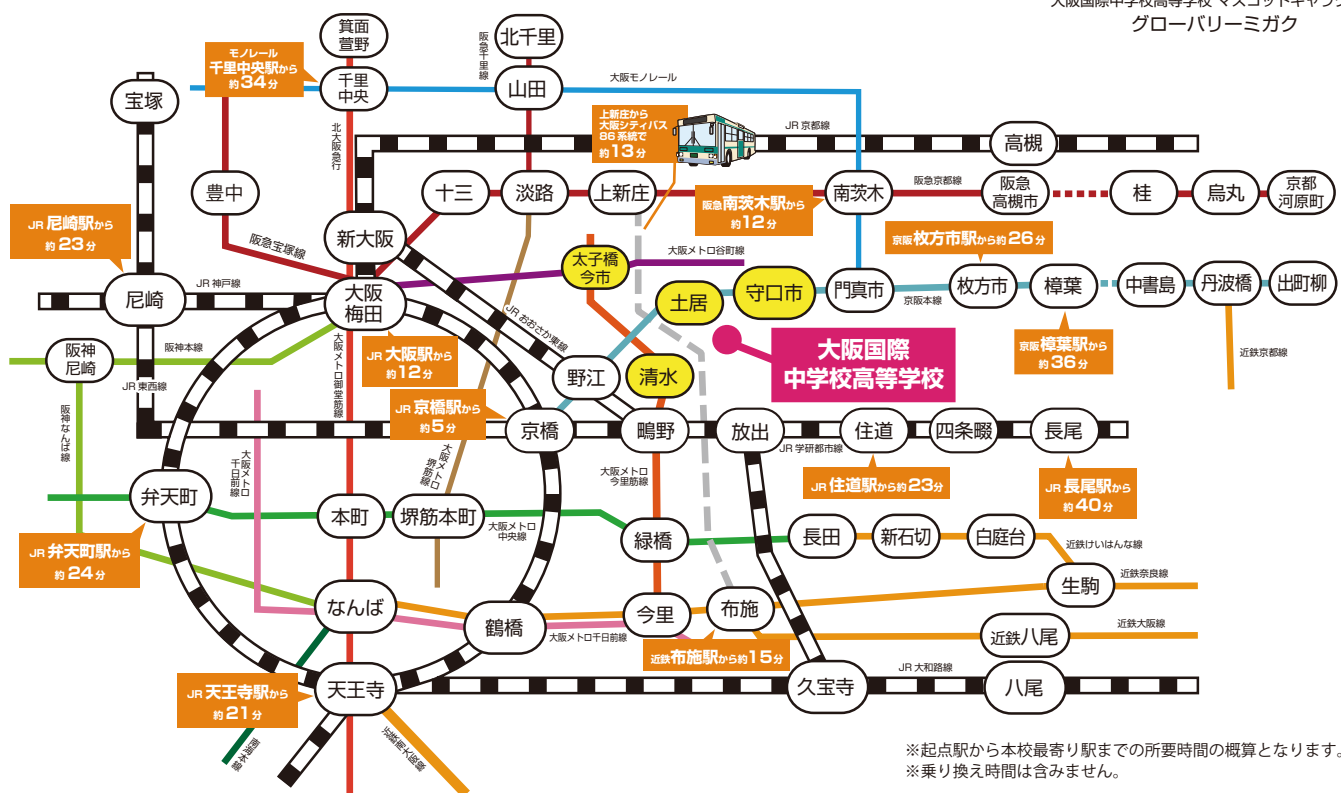 大阪国際中学校高等学校 マスコットキャラク
グローバリーミガク
箕面
萱野
阪急千里線
北千里
モノレール
千里中央駅から
約34分
千里
中央
山田
大阪モノレール
宝塚
北大阪急行
上新庄から
大阪シティバス
86系統で
約13分
JR 京都線
高槻
豊中
十三
淡路
上新庄
阪急南茨木駅から
約12分
南茨木
阪急京都線
阪急
高槻市
桂
烏丸
京都
河原町
JR 尼崎駅から
約23分
阪急宝塚線
新大阪
太子橋
今市
大阪メトロ谷町線
京阪枚方市駅から約26分
尼崎
JR 神戸線
大阪
梅田
JR おおさか東線
土居
守口市
門真市
京阪本線
枚方市
樟葉
中書島
丹波橋
出町柳
阪神
尼崎
阪神本線
JR 東西線
大阪メトロ御堂筋線
JR 大阪駅から
約12分
野江
清水
大阪国際
中学校高等学校
京阪樟葉駅から
約36分
近鉄京都線
阪神なんば線
JR 京橋駅から
約5分
京橋
鴫野
放出
JR 学研都市線
住道
四条畷
長尾
大阪メトロ
千日前線
大阪メトロ
堺筋線
大阪メトロ
今里筋線
JR 住道駅から約23分
JR 長尾駅から
約40分
弁天町
本町
堺筋本町
大阪メトロ
中央線
緑橋
長田
新石切
白庭台
近鉄けいはんな線
JR 弁天町駅から
約24分
生駒
近鉄奈良線
なんば
鶴橋
大阪メトロ千日前線
今里
布施
近鉄八尾
近鉄大阪線
近鉄布施駅から約15分
JR 天王寺駅から
約21分
天王寺
久宝寺
JR 大和路線
八尾
南海本線
近鉄南大阪線
※起点駅から本校最寄り駅までの所要時間の概算となります。
※乗り換え時間は含みません。